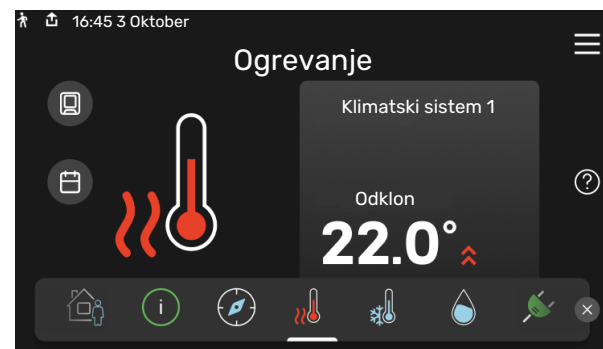 16:45 3 Oktober
Ogrevanje
Klimatski sistem 1
Odklon
22.0°